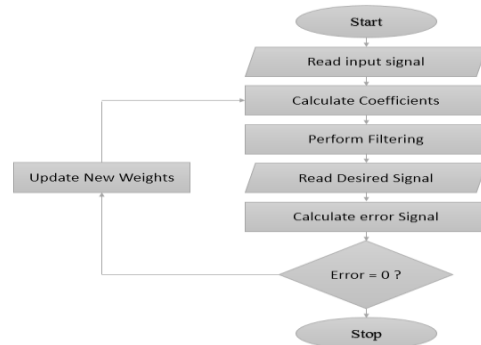 Start
Read input signal
Calculate Coefficients
Perform Filtering
Update New Weights
Read Desired Signal
Calculate error Signal
Error = 0 ?
Stop